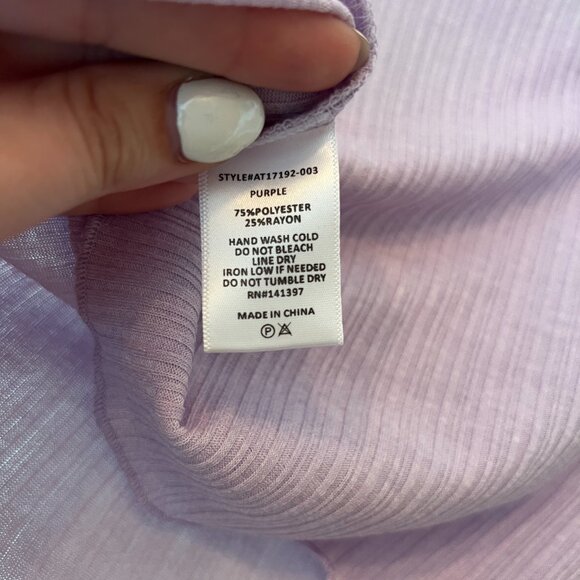 STYLE#AT17192-003
PURPLE
75%POLYESTER
25%RAYON
HAND WASH COLD
DO NOT BLEACH
LINE DRY
IRON LOW IF NEEDED
DO NOT TUMBLE DRY
RN#141397
MADE IN CHINA
P